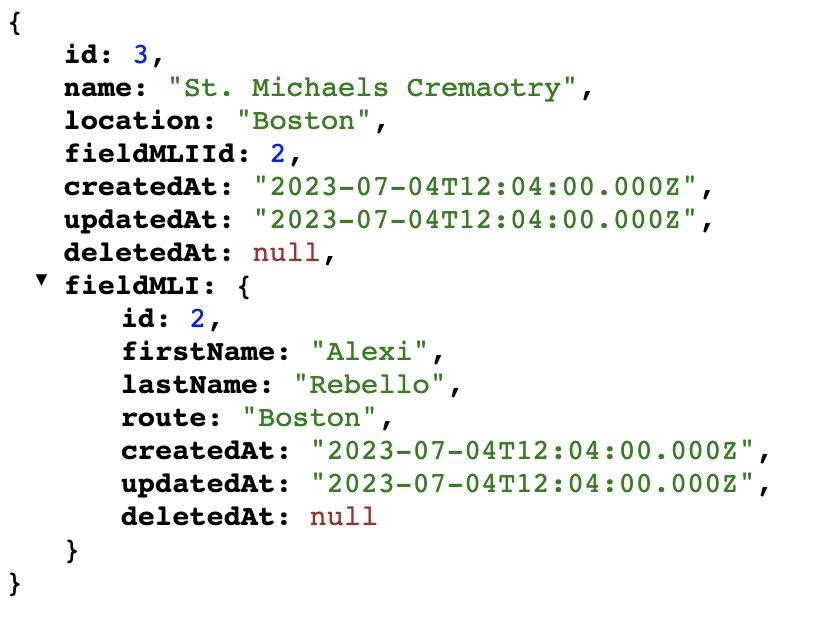 {
id: 3,
name: "St. Michaels Cremaotry",
location: "Boston",
fieldMLIId: 2,
createdAt: "2023-07-04T12:04:00.000Z",
updatedAt: "2023-07-04T12:04:00.000Z",
deletedAt: null,
▼ fieldMLI: {
id: 2,
firstName: "Alexi",
lastName: "Rebello",
route: "Boston",
createdAt: "2023-07-04T12:04:00.000Z",
updatedAt: "2023-07-04T12:04:00.000Z",
deletedAt: null
}
}